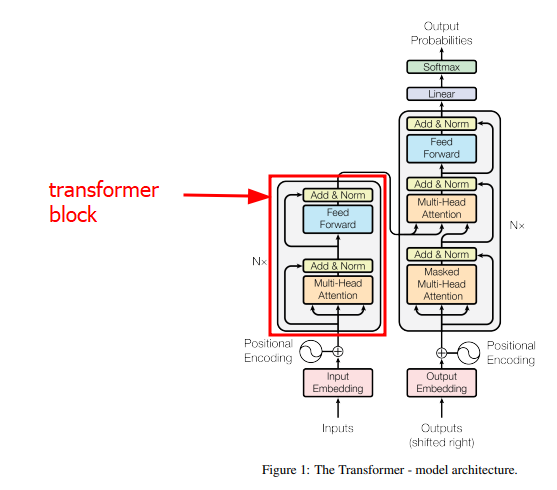 Output
Probabilities
Softmax
Linear
Add & Norm
Feed
Forward
Add & Norm
Multi-Head
Attention
Nx
Add & Norm
Masked
Multi-Head
Attention
transformer
block
Add & Norm
Feed
Forward
N×
Add & Norm
Multi-Head
Attention
Positional
Encoding
Positional
Encoding
Input
Embedding
Output
Embedding
Inputs
Outputs
(shifted right)
Figure 1: The Transformer - model architecture.